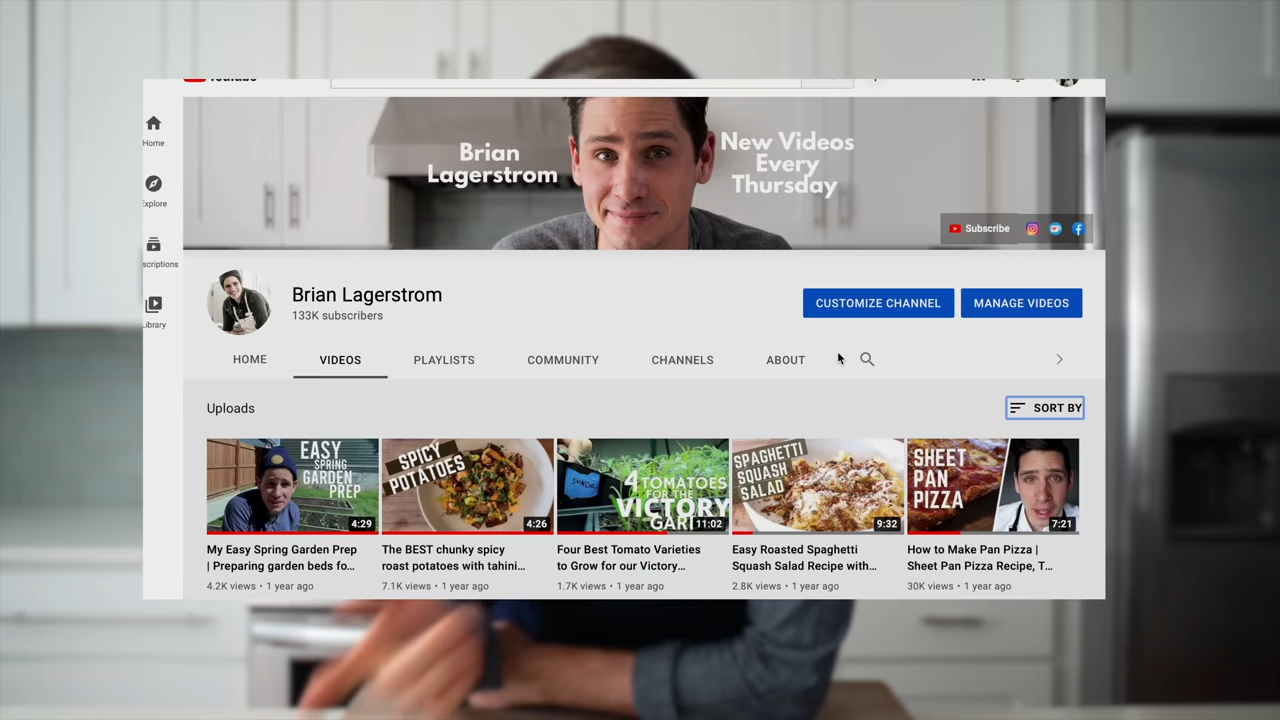 YouTube
Home
Explore
scriptions
Library
Brian
Lagerstrom
New Videos
Every
Thursday
Subscribe
Brian Lagerstrom
133K subscribers
CUSTOMIZE CHANNEL
MANAGE VIDEOS
HOME
VIDEOS
PLAYLISTS
COMMUNITY
CHANNELS
ABOUT
Uploads
SORT BY
EASY
SPRING
GARDEN
PREP
4:29
My Easy Spring Garden Prep
| Preparing garden beds fo...
4.2K views • 1 year ago
SPICY
POTATOES
4:26
The BEST chunky spicy
roast potatoes with tahini...
7.1K views • 1 year ago
4 TOMATOES
FOR THE
VICTORY
GARI
11:02
Four Best Tomato Varieties
to Grow for our Victory...
1.7K views • 1 year ago
SPAGHETTI
SQUASH
SALAD
9:32
Easy Roasted Spaghetti
Squash Salad Recipe with...
2.8K views • 1 year ago
SHEET
PAN
PIZZA
7:21
How to Make Pan Pizza |
Sheet Pan Pizza Recipe, T...
30K views • 1 year ago